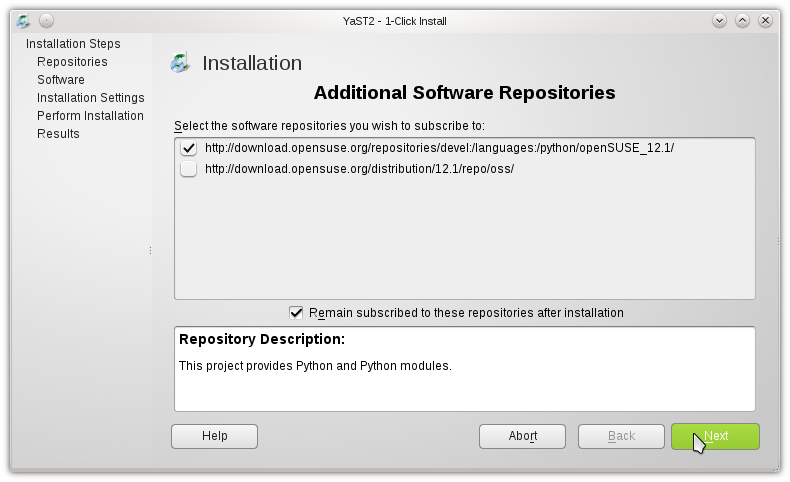 YaST2 - 1-Click Install
Installation Steps
Repositories
Software
Installation Settings
Perform Installation
Results
Installation
Additional Software Repositories
Select the software repositories you wish to subscribe to:
http://download.opensuse.org/repositories/devel:/languages:/python/openSUSE_12.1/
http://download.opensuse.org/distribution/12.1/repo/oss/
Remain subscribed to these repositories after installation
Repository Description:
This project provides Python and Python modules.
Help
Abort
Back
Next